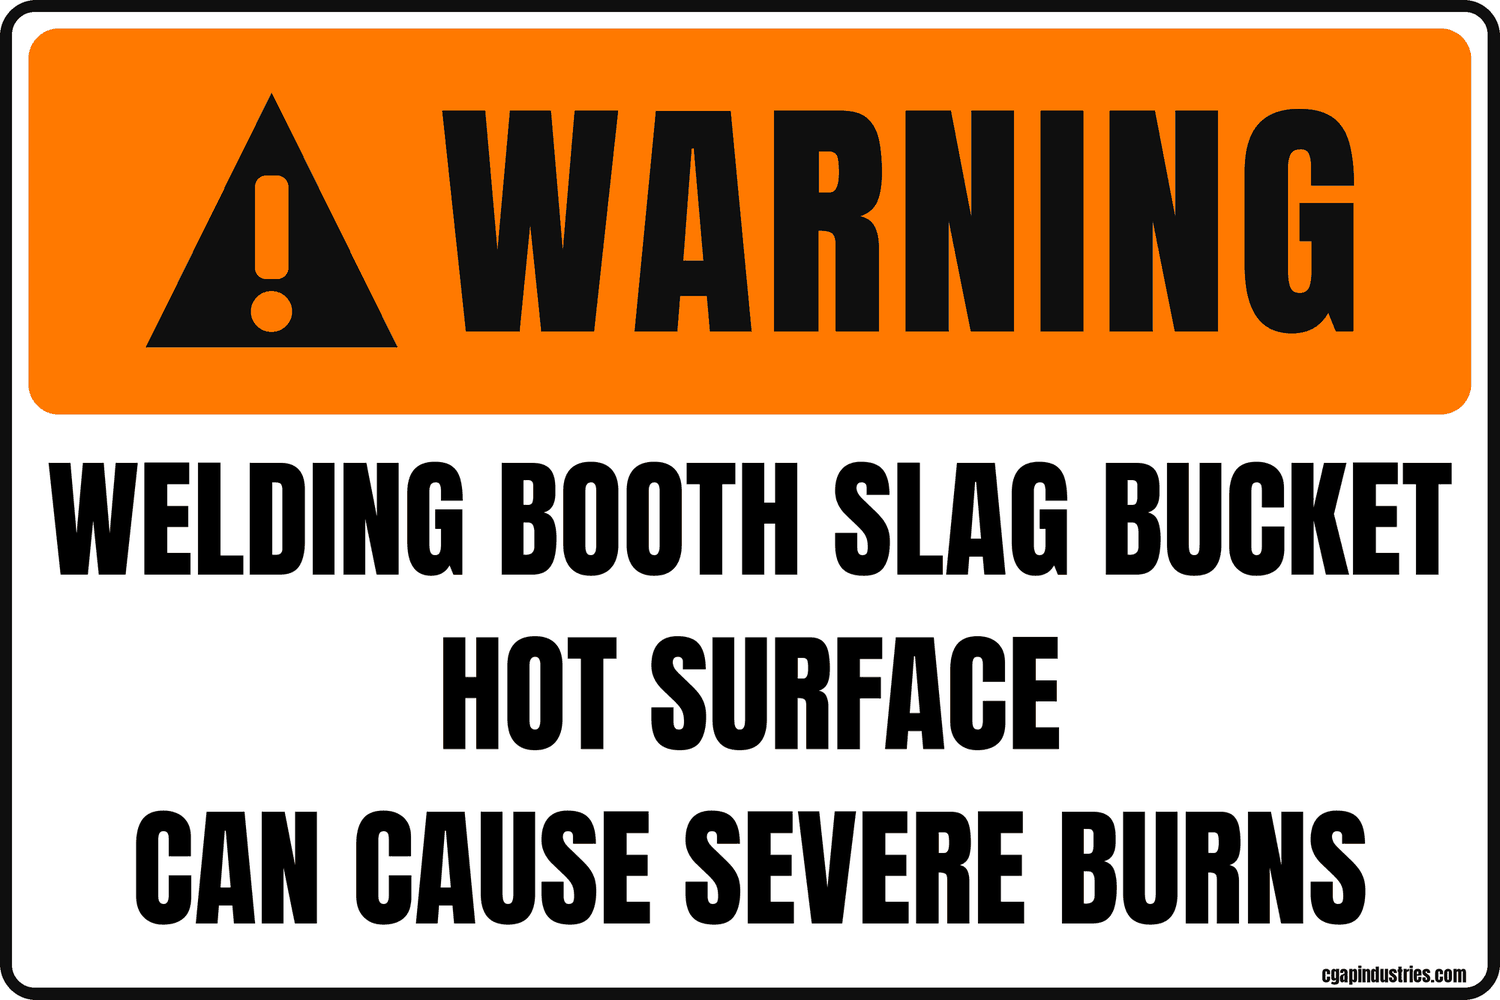 WARNING
WELDING BOOTH SLAG BUCKET
HOT SURFACE
CAN CAUSE SEVERE BURNS
cgapindustries.com